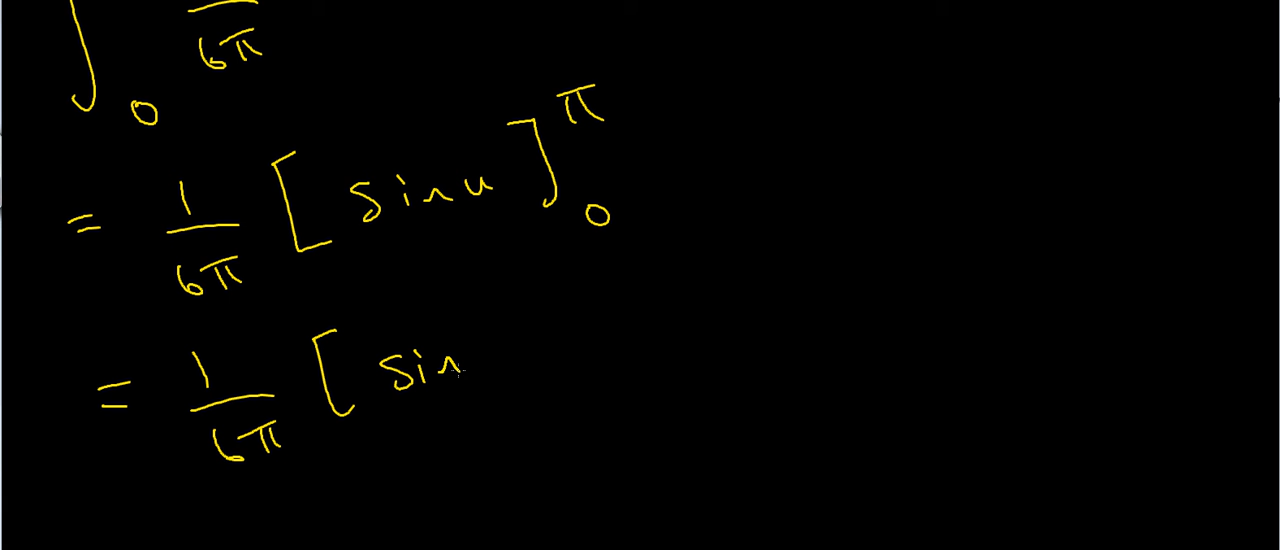 ∫₀ ──/6π
= 1/6π [ sin u ]₀^π
= 1/6π [ sin